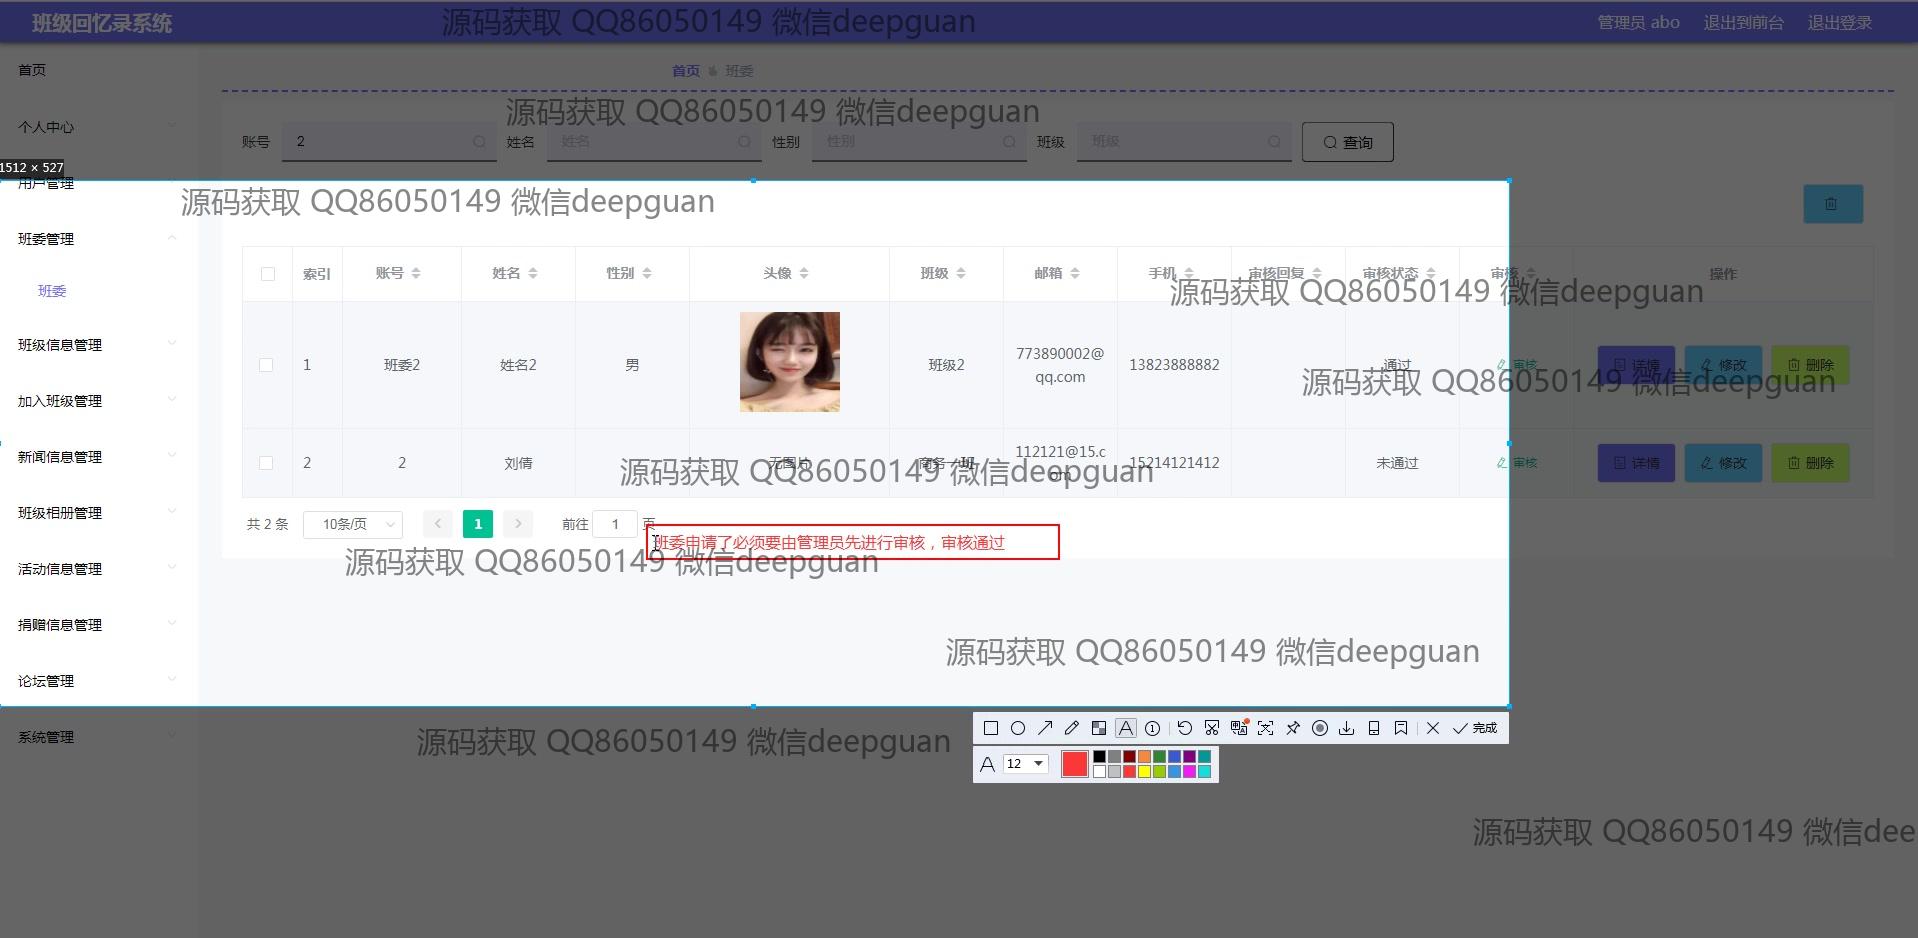 班级回忆录系统
源码获取 QQ86050149 微信deepguan
管理员 abo 退出到前台 退出登录
首页
首页 班委
源码获取 QQ86050149 微信deepguan
个人中心
账号 2 姓名 姓名 性别 性别 班级 班级 查询
1512 × 527
用户管理
源码获取 QQ86050149 微信deepguan
班委管理
班委
索引 账号 姓名 性别 头像 班级 邮箱 手机 审核回复 审核状态 审核 操作
源码获取 QQ86050149 微信deepguan
班级信息管理
1 班委2 姓名2 男 班级2 773890002@
qq.com 13823888882 通过 审核 详情 修改 删除
源码获取 QQ86050149 微信deepguan
加入班级管理
新闻信息管理
2 2 刘倩 无图片 商务一班 112121@15.c
om 15214121412 未通过 审核 详情 修改 删除
源码获取 QQ86050149 微信deepguan
班级相册管理
共 2 条 10条/页 1 前往 1 页
班委申请了必须要由管理员先进行审核，审核通过
源码获取 QQ86050149 微信deepguan
活动信息管理
捐赠信息管理
源码获取 QQ86050149 微信deepguan
论坛管理
系统管理
源码获取 QQ86050149 微信deepguan
完成
A 12
源码获取 QQ86050149 微信dee